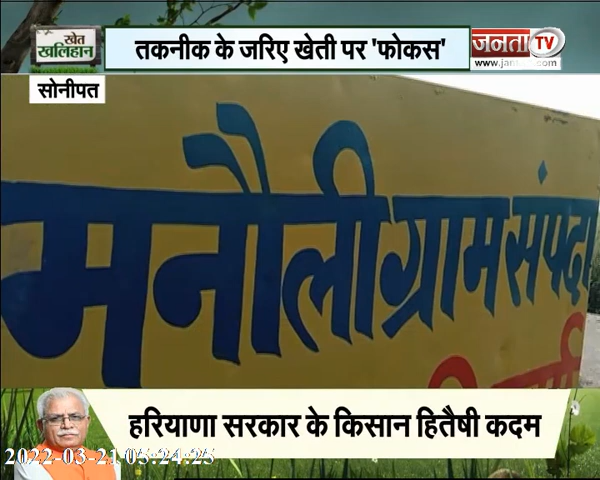 खेत
खलिहान
तकनीक के जरिए खेती पर 'फोकस'
जनता TV
सोनीपत
मनौली ग्राम संपदा
हरियाणा सरकार के किसान हितैषी कदम
2022-03-21 05:24:25